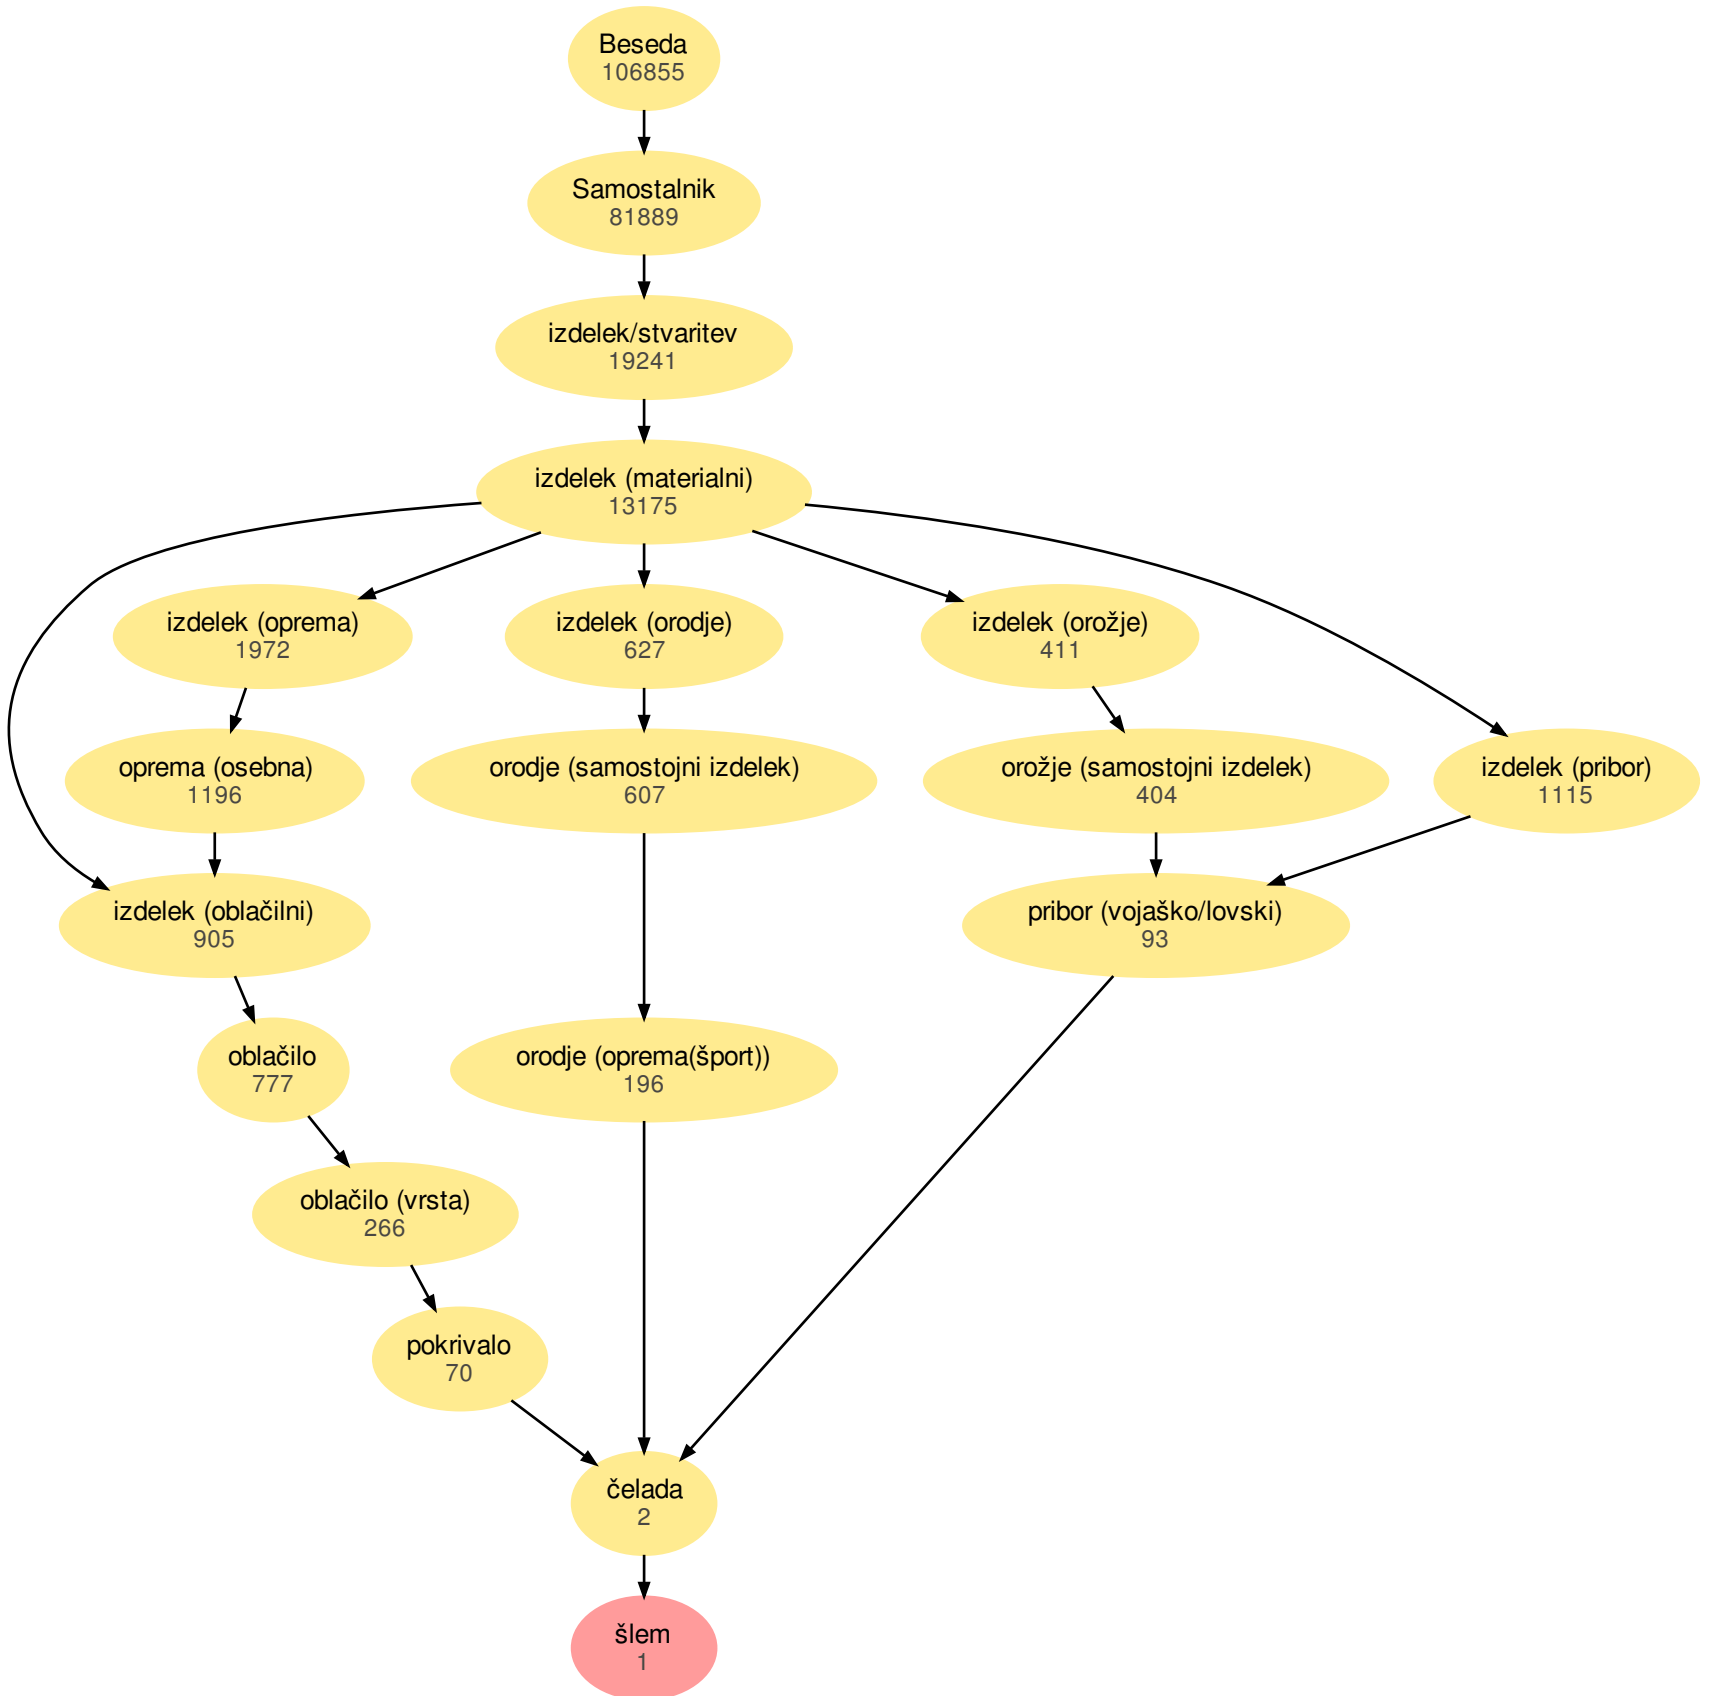 Beseda
106855
Samostalnik
81889
izdelek/stvaritev
19241
izdelek (materialni)
13175
izdelek (oprema)
1972
izdelek (orodje)
627
izdelek (orožje)
411
oprema (osebna)
1196
orodje (samostojni izdelek)
607
orožje (samostojni izdelek)
404
izdelek (pribor)
1115
izdelek (oblačilni)
905
pribor (vojaško/lovski)
93
oblačilo
777
orodje (oprema(šport))
196
oblačilo (vrsta)
266
pokrivalo
70
čelada
2
šlem
1